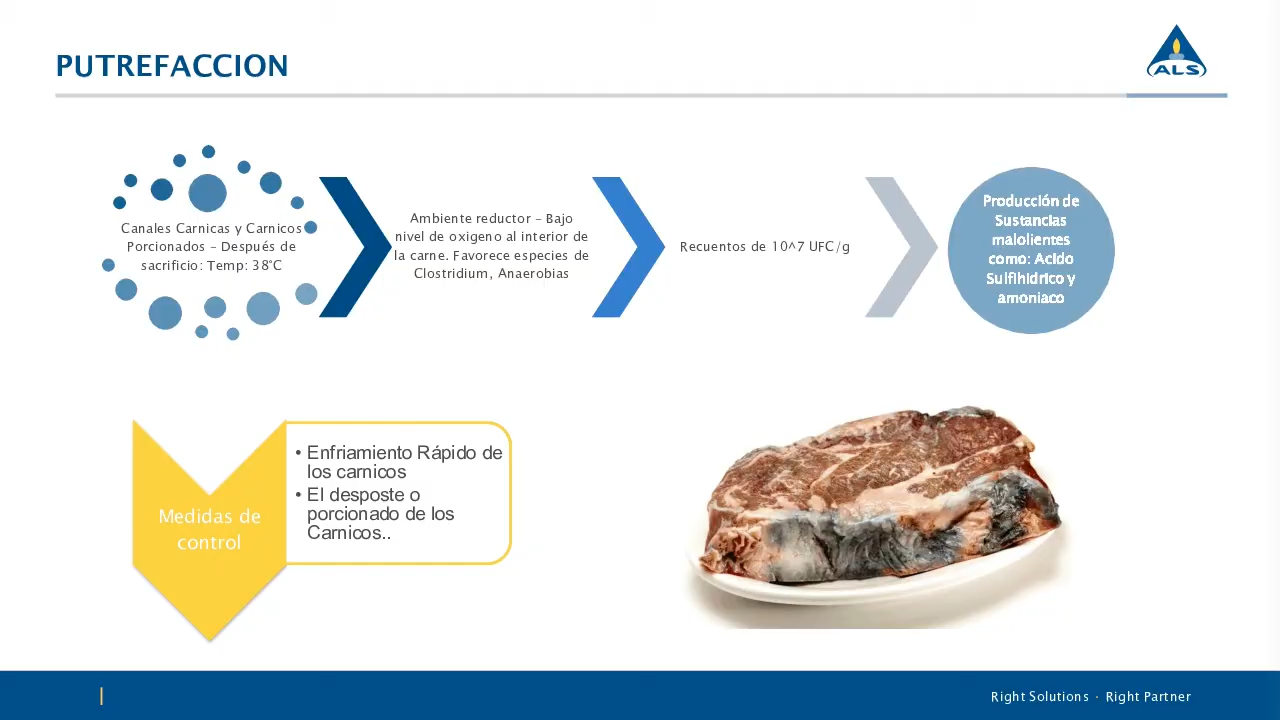 PUTREFACCION
ALS
Canales Carnicas y Carnicos
Porcionados – Después de
sacrificio: Temp: 38°C
Ambiente reductor – Bajo
nivel de oxigeno al interior de
la carne. Favorece especies de
Clostridium, Anaerobias
Recuentos de 10^7 UFC/g
Producción de
Sustancias
malolientes
como: Acido
Sulfihidrico y
amoniaco
Medidas de
control
• Enfriamiento Rápido de
los carnicos
• El desposte o
porcionado de los
Carnicos..
Right Solutions · Right Partner